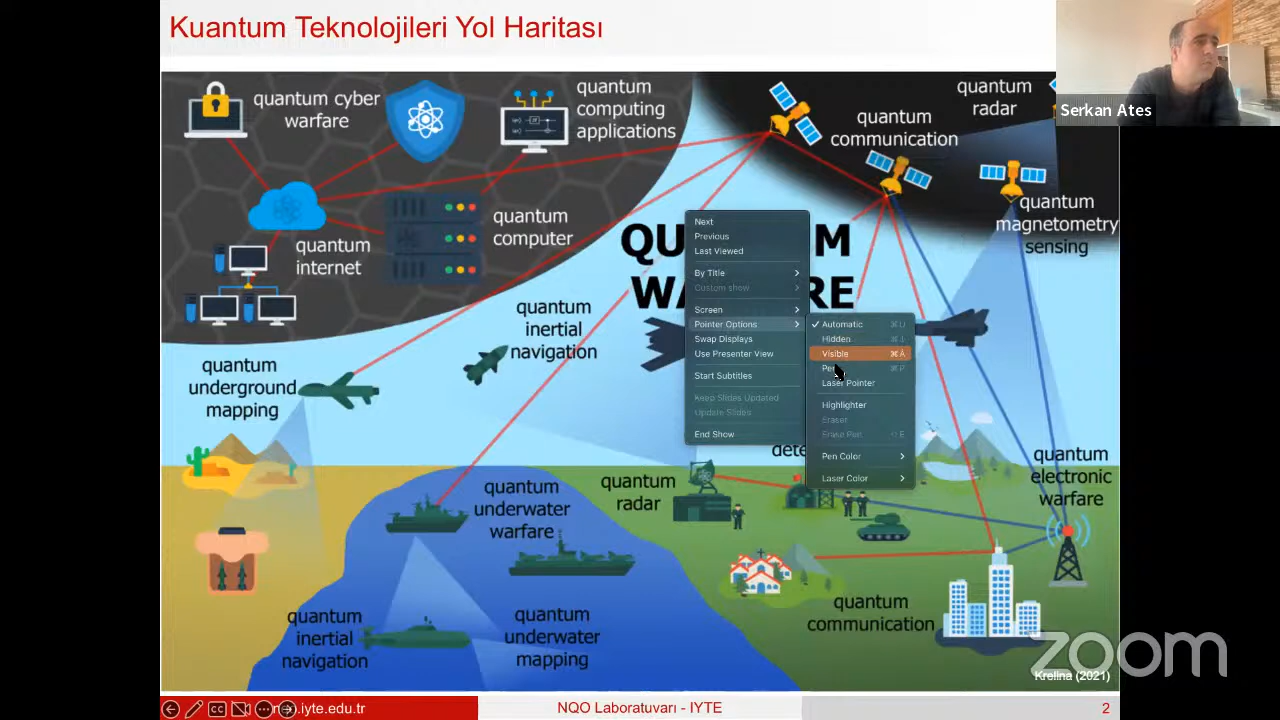 Kuantum Teknolojileri Yol Haritası
Serkan Ates
quantum cyber
warfare
quantum
computing
applications
quantum
communication
quantum
radar
quantum
magnetometry
sensing
quantum
computer
quantum
internet
quantum
inertial
navigation
quantum
underground
mapping
Next
Previous
Last Viewed
By Title
Custom show
Screen
Pointer Options
Swap Displays
Use Presenter View
Start Subtitles
Keep Slides Updated
Update Slides
End Show
Automatic
Hidden
Visible
Laser Pointer
Highlighter
Eraser
Erase Pen
Pen Color
Laser Color
quantum
radar
quantum
electronic
warfare
quantum
underwater
warfare
quantum
inertial
navigation
quantum
underwater
mapping
quantum
communication
zoom
Krelina (2021)
.iyte.edu.tr
NQO Laboratuvarı - IYTE
2